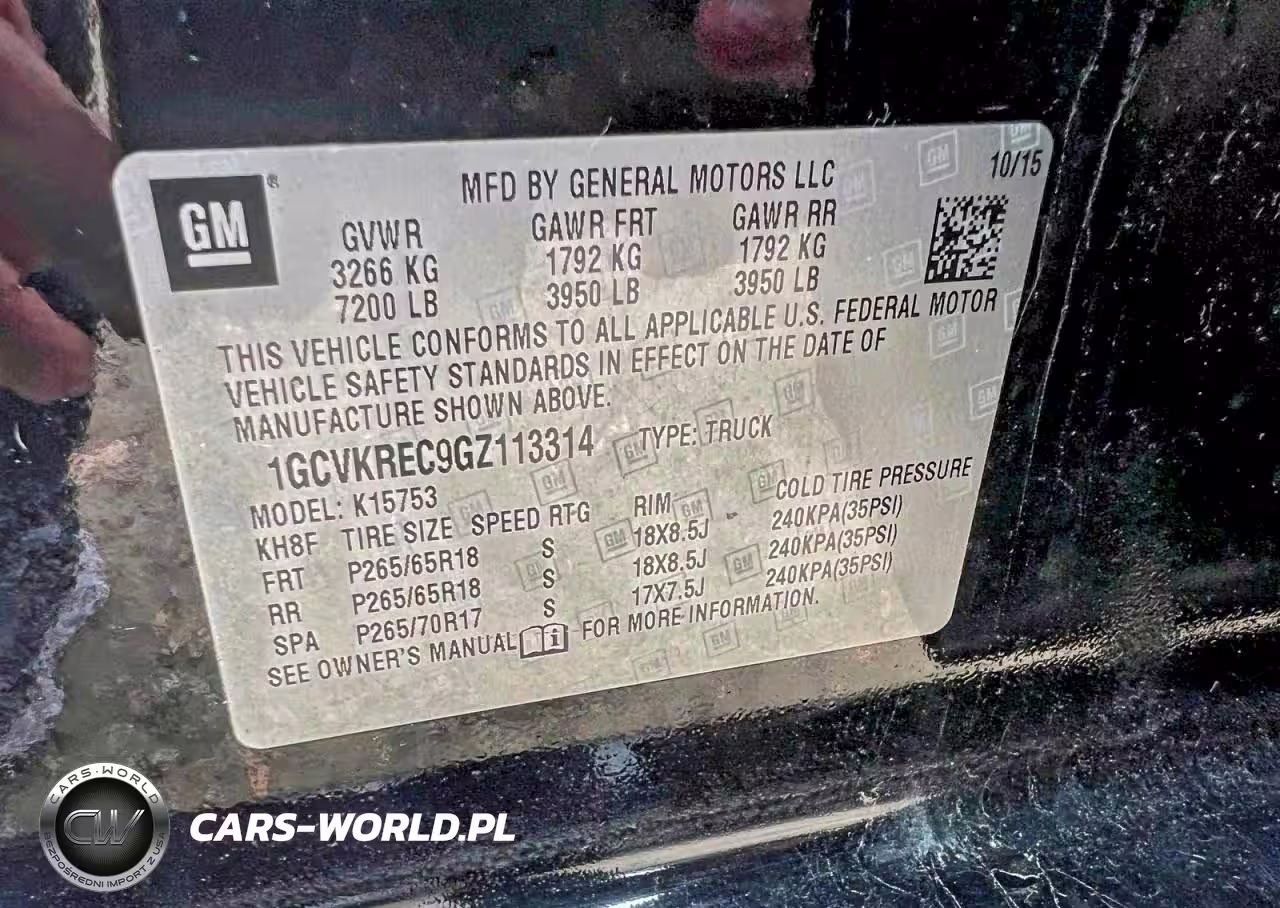 GM ®
MFD BY GENERAL MOTORS LLC 10/15
GVWR GAWR FRT GAWR RR
3266 KG 1792 KG 1792 KG
7200 LB 3950 LB 3950 LB
THIS VEHICLE CONFORMS TO ALL APPLICABLE U.S. FEDERAL MOTOR
VEHICLE SAFETY STANDARDS IN EFFECT ON THE DATE OF
MANUFACTURE SHOWN ABOVE.
1GCVKREC9GZ113314 TYPE: TRUCK
MODEL: K15753
KH8F TIRE SIZE SPEED RTG RIM COLD TIRE PRESSURE
FRT P265/65R18 S 18X8.5J 240KPA(35PSI)
RR P265/65R18 S 18X8.5J 240KPA(35PSI)
SPA P265/70R17 S 17X7.5J 240KPA(35PSI)
SEE OWNER'S MANUAL i FOR MORE INFORMATION.
CARS-WORLD
CW
BEZPOŚREDNI IMPORT Z USA
CARS-WORLD.PL